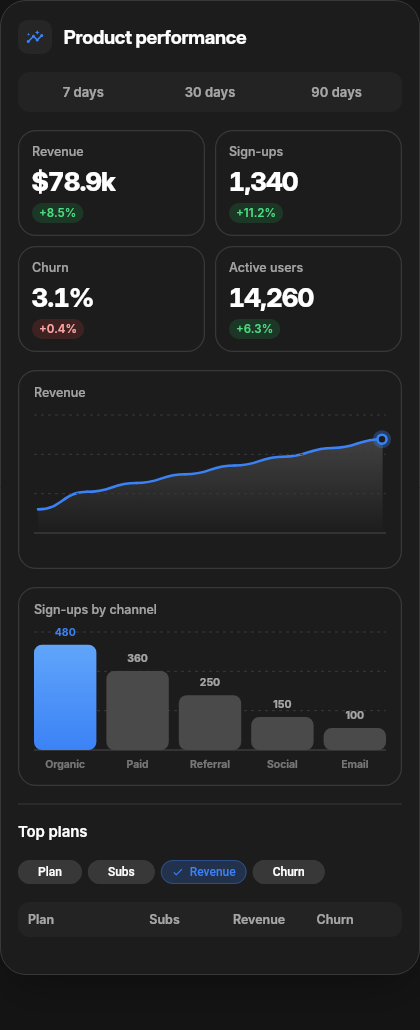 Product performance
7 days 30 days 90 days
Revenue Sign-ups
$78.9k 1,340
+8.5% +11.2%
Churn Active users
3.1% 14,260
+0.4% +6.3%
Revenue
Sign-ups by channel
480
360
250
150
100
Organic Paid Referral Social Email
Top plans
Plan Subs Revenue Churn
Plan Subs Revenue Churn